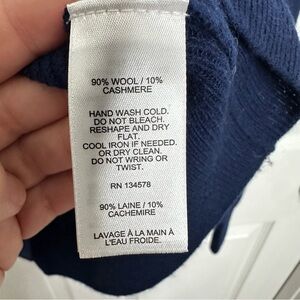 90% WOOL / 10%
CASHMERE
HAND WASH COLD.
DO NOT BLEACH.
RESHAPE AND DRY
FLAT.
COOL IRON IF NEEDED.
OR DRY CLEAN.
DO NOT WRING OR
TWIST.
RN 134578
90% LAINE / 10%
CACHEMIRE
LAVAGE À LA MAIN À
L'EAU FROIDE.